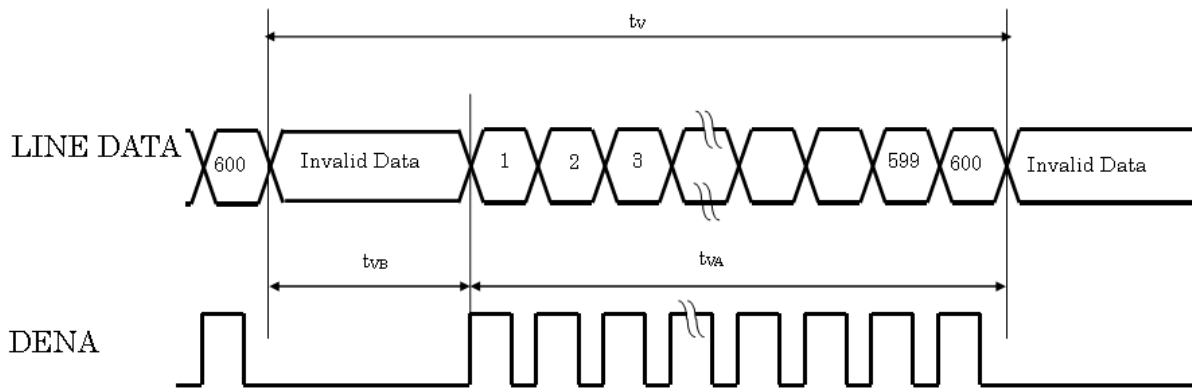 tV
LINE DATA
600 Invalid Data 1 2 3 599 600 Invalid Data
tVB tVA
DENA